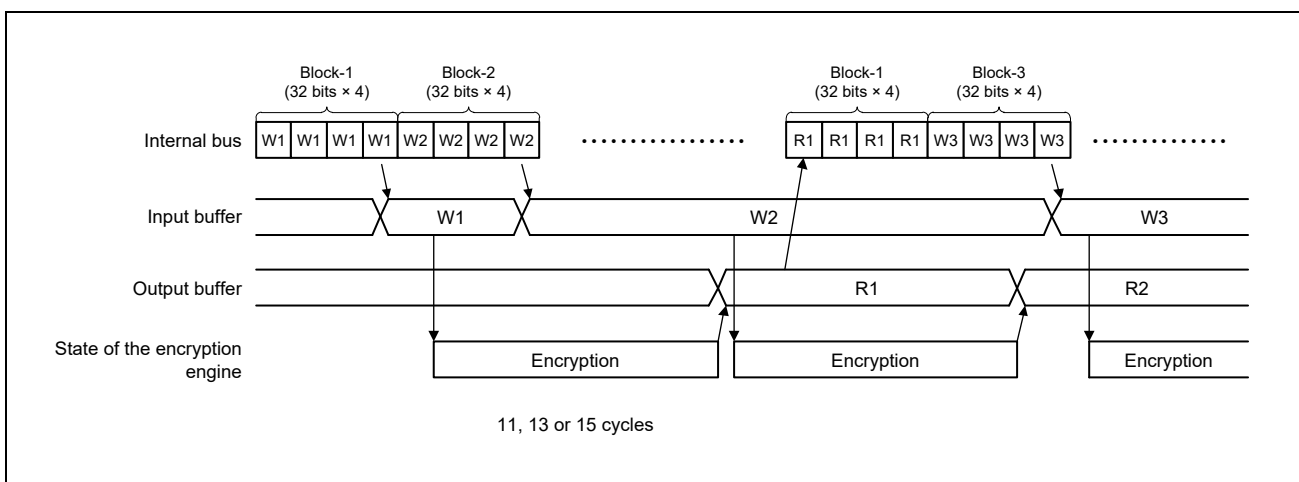 Block-1 Block-2 Block-1 Block-3
(32 bits × 4) (32 bits × 4) (32 bits × 4) (32 bits × 4)
Internal bus W1 W1 W1 W1 W2 W2 W2 W2 R1 R1 R1 R1 W3 W3 W3 W3
Input buffer W1 W2 W3
Output buffer R1 R2
State of the encryption
engine
Encryption Encryption Encryption
11, 13 or 15 cycles